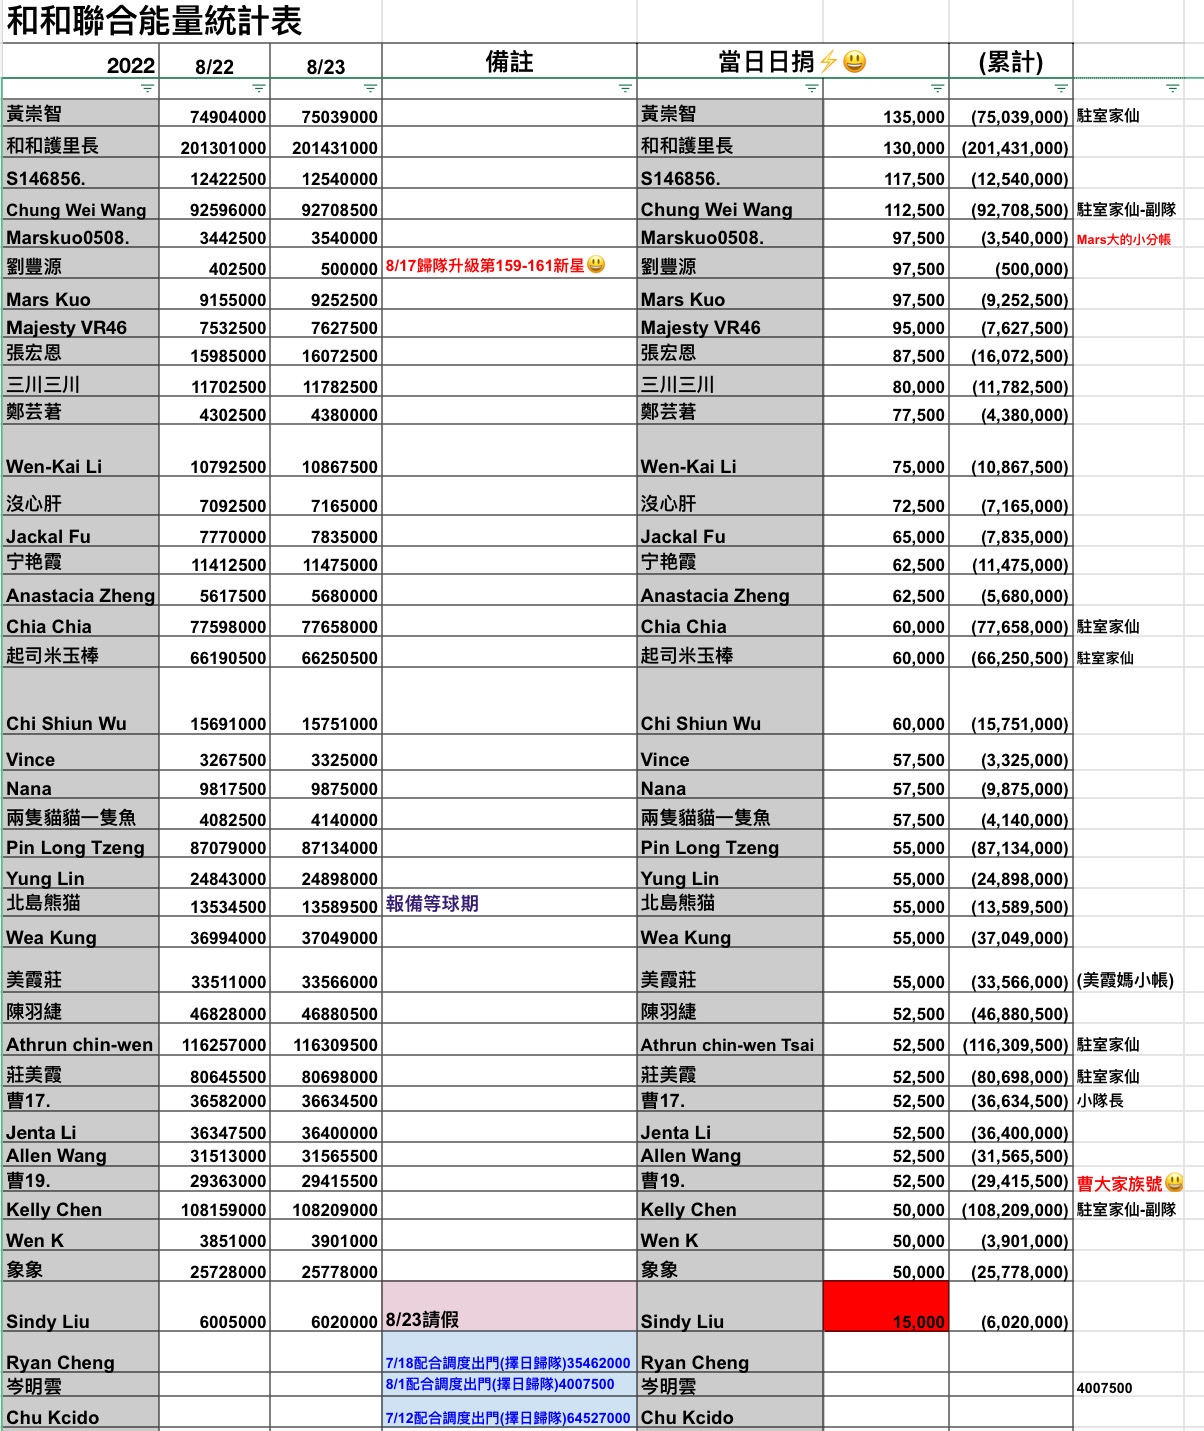 和和聯合能量統計表
2022 8/22 8/23 備註 當日日捐⚡😃 (累計)
黃崇智 74904000 75039000 黃崇智 135,000 (75,039,000) 駐室家仙
和和護里長 201301000 201431000 和和護里長 130,000 (201,431,000)
S146856. 12422500 12540000 S146856. 117,500 (12,540,000)
Chung Wei Wang 92596000 92708500 Chung Wei Wang 112,500 (92,708,500) 駐室家仙-副隊
Marskuo0508. 3442500 3540000 Marskuo0508. 97,500 (3,540,000) Mars大的小分帳
劉豐源 402500 500000 8/17歸隊升級第159-161新星😃 劉豐源 97,500 (500,000)
Mars Kuo 9155000 9252500 Mars Kuo 97,500 (9,252,500)
Majesty VR46 7532500 7627500 Majesty VR46 95,000 (7,627,500)
張宏恩 15985000 16072500 張宏恩 87,500 (16,072,500)
三川三川 11702500 11782500 三川三川 80,000 (11,782,500)
鄭芸莙 4302500 4380000 鄭芸莙 77,500 (4,380,000)
Wen-Kai Li 10792500 10867500 Wen-Kai Li 75,000 (10,867,500)
沒心肝 7092500 7165000 沒心肝 72,500 (7,165,000)
Jackal Fu 7770000 7835000 Jackal Fu 65,000 (7,835,000)
宁艳霞 11412500 11475000 宁艳霞 62,500 (11,475,000)
Anastacia Zheng 5617500 5680000 Anastacia Zheng 62,500 (5,680,000)
Chia Chia 77598000 77658000 Chia Chia 60,000 (77,658,000) 駐室家仙
起司米玉棒 66190500 66250500 起司米玉棒 60,000 (66,250,500) 駐室家仙
Chi Shiun Wu 15691000 15751000 Chi Shiun Wu 60,000 (15,751,000)
Vince 3267500 3325000 Vince 57,500 (3,325,000)
Nana 9817500 9875000 Nana 57,500 (9,875,000)
兩隻貓貓一隻魚 4082500 4140000 兩隻貓貓一隻魚 57,500 (4,140,000)
Pin Long Tzeng 87079000 87134000 Pin Long Tzeng 55,000 (87,134,000)
Yung Lin 24843000 24898000 Yung Lin 55,000 (24,898,000)
北島熊猫 13534500 13589500 報備等球期 北島熊猫 55,000 (13,589,500)
Wea Kung 36994000 37049000 Wea Kung 55,000 (37,049,000)
美霞莊 33511000 33566000 美霞莊 55,000 (33,566,000) (美霞媽小帳)
陳羽緁 46828000 46880500 陳羽緁 52,500 (46,880,500)
Athrun chin-wen 116257000 116309500 Athrun chin-wen Tsai 52,500 (116,309,500) 駐室家仙
莊美霞 80645500 80698000 莊美霞 52,500 (80,698,000) 駐室家仙
曹17. 36582000 36634500 曹17. 52,500 (36,634,500) 小隊長
Jenta Li 36347500 36400000 Jenta Li 52,500 (36,400,000)
Allen Wang 31513000 31565500 Allen Wang 52,500 (31,565,500)
曹19. 29363000 29415500 曹19. 52,500 (29,415,500) 曹大家族號😃
Kelly Chen 108159000 108209000 Kelly Chen 50,000 (108,209,000) 駐室家仙-副隊
Wen K 3851000 3901000 Wen K 50,000 (3,901,000)
象象 25728000 25778000 象象 50,000 (25,778,000)
Sindy Liu 6005000 6020000 8/23請假 Sindy Liu 15,000 (6,020,000)
Ryan Cheng 7/18配合調度出門(擇日歸隊)35462000 Ryan Cheng
岑明雲 8/1配合調度出門(擇日歸隊)4007500 岑明雲 4007500
Chu Kcido 7/12配合調度出門(擇日歸隊)64527000 Chu Kcido